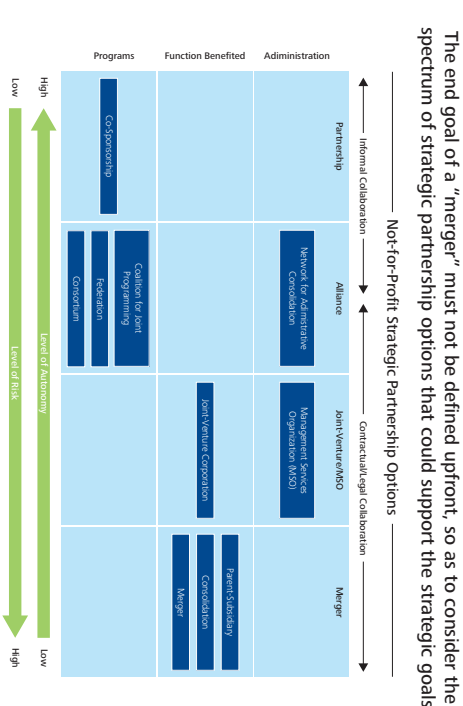 The end goal of a “merger” must not be defined upfront, so as to consider the
spectrum of strategic partnership options that could support the strategic goals
Not-for-Profit Strategic Partnership Options
Informal Collaboration
Contractual/Legal Collaboration
Partnership
Alliance
Joint-Venture/MSO
Merger
Adiministration
Network for Adimistrative
Consolidation
Management Services
Organization (MSO)
Function Benefited
Joint-Venture Corporation
Parent-Subsidiary
Consolidation
Merger
Programs
Co-Sponsorship
Coalition for Joint
Programming
Federation
Consortium
High
Level of Autonomy
Low
Low
Level of Risk
High